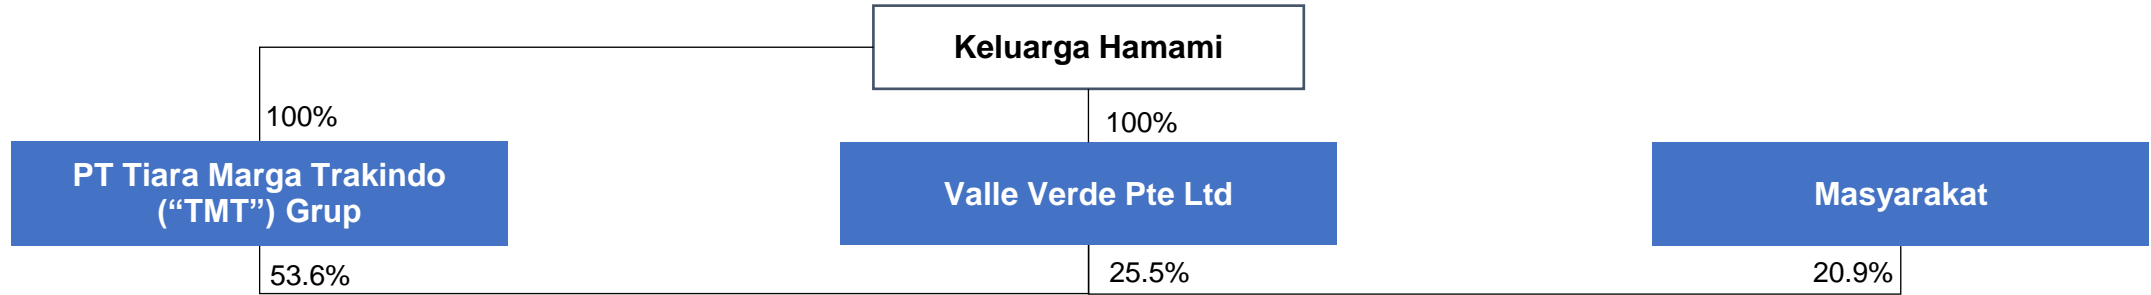 Keluarga Hamami
100%
100%
PT Tiara Marga Trakindo
(“TMT”) Grup
Valle Verde Pte Ltd
Masyarakat
53.6%
25.5%
20.9%